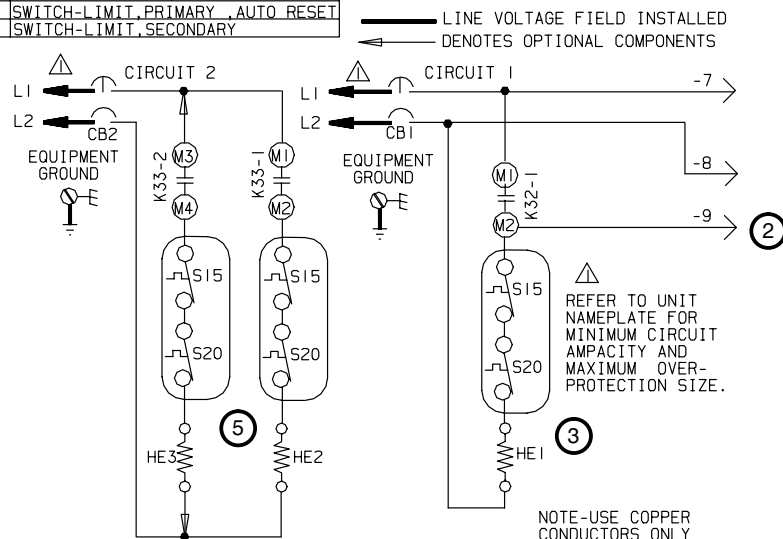 SWITCH-LIMIT,PRIMARY ,AUTO RESET
SWITCH-LIMIT,SECONDARY
LINE VOLTAGE FIELD INSTALLED
DENOTES OPTIONAL COMPONENTS
1
CIRCUIT 2
L1
L2
CB2
EQUIPMENT
GROUND
K33-2
M3
M4
K33-1
M1
M2
S15
S20
S15
S20
5
HE3
HE2
1
CIRCUIT 1
L1
L2
CB1
EQUIPMENT
GROUND
-7
-8
-9
2
M1
M2
K32-1
S15
S20
3
HE1
1
REFER TO UNIT
NAMEPLATE FOR
MINIMUM CIRCUIT
AMPACITY AND
MAXIMUM OVER-
PROTECTION SIZE.
NOTE-USE COPPER
CONDUCTORS ONLY